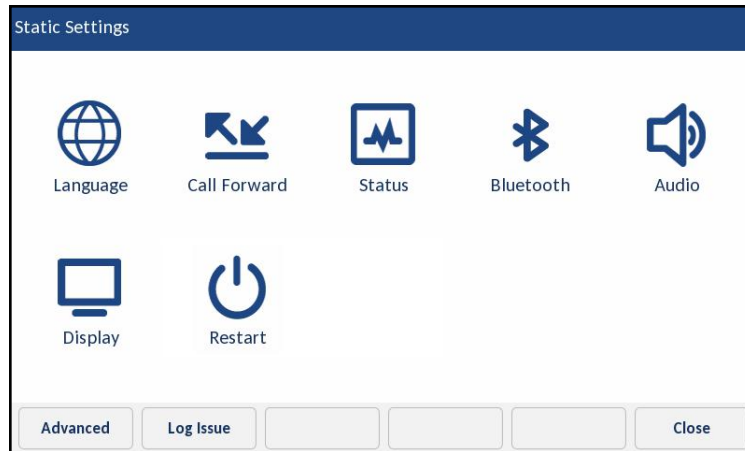 Static Settings
Language Call Forward Status Bluetooth Audio
Display Restart
Advanced Log Issue Close